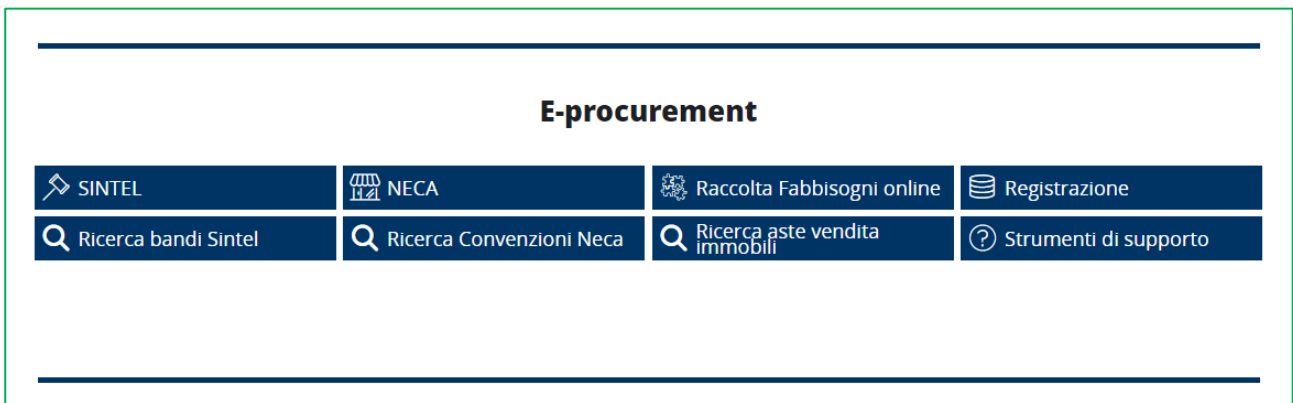 E-procurement
SINTEL
NECA
Raccolta Fabbisogni online
Registrazione
Ricerca bandi Sintel
Ricerca Convenzioni Neca
Ricerca aste vendita
immobili
Strumenti di supporto